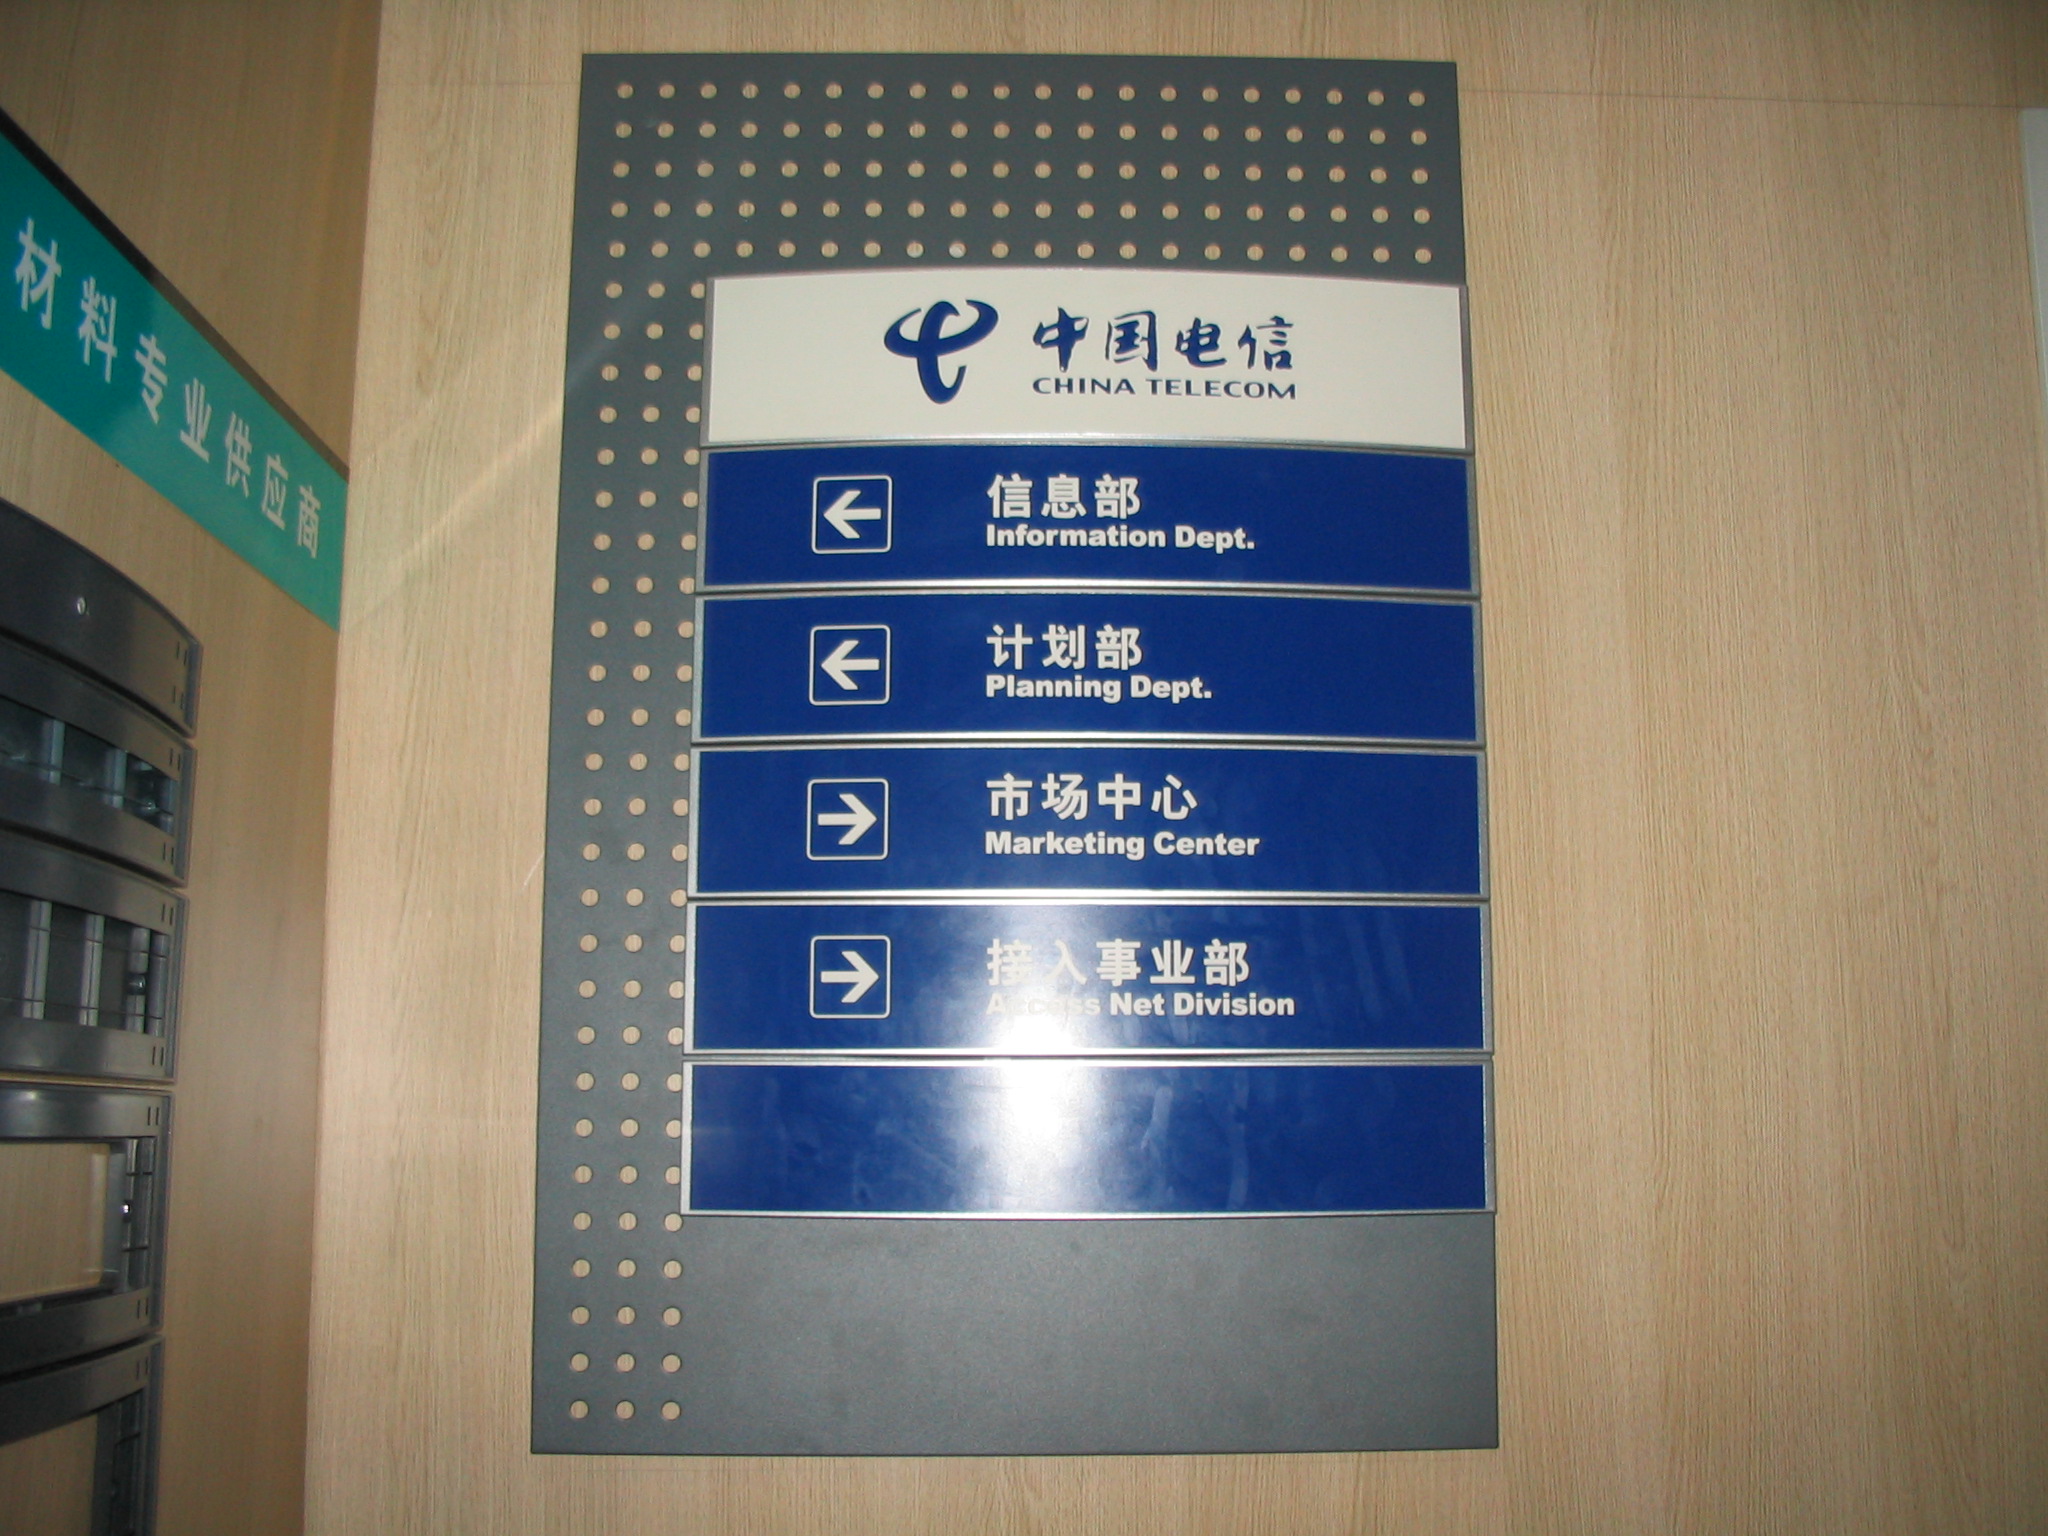 材料专业供应商
中国电信
CHINA TELECOM
信息部
Information Dept.
计划部
Planning Dept.
市场中心
Marketing Center
接入事业部
Access Net Division